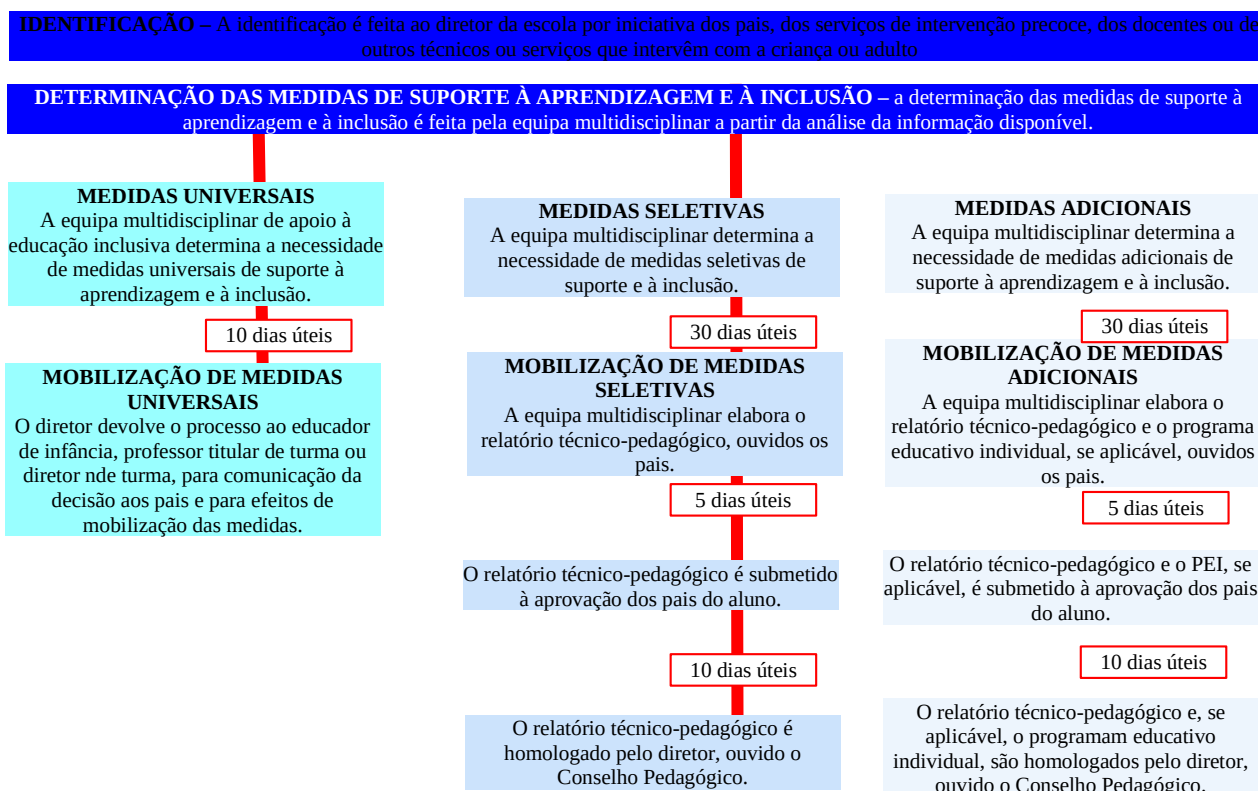 IDENTIFICAÇÃO – A identificação é feita ao diretor da escola por iniciativa dos pais, dos serviços de intervenção precoce, dos docentes ou de
outros técnicos ou serviços que intervêm com a criança ou adulto
DETERMINAÇÃO DAS MEDIDAS DE SUPORTE À APRENDIZAGEM E À INCLUSÃO – a determinação das medidas de suporte à
aprendizagem e à inclusão é feita pela equipa multidisciplinar a partir da análise da informação disponível.
MEDIDAS UNIVERSAIS
A equipa multidisciplinar de apoio à
educação inclusiva determina a necessidade
de medidas universais de suporte à
aprendizagem e à inclusão.
10 dias úteis
MOBILIZAÇÃO DE MEDIDAS
UNIVERSAIS
O diretor devolve o processo ao educador
de infância, professor titular de turma ou
diretor nde turma, para comunicação da
decisão aos pais e para efeitos de
mobilização das medidas.
MEDIDAS SELETIVAS
A equipa multidisciplinar determina a
necessidade de medidas seletivas de
suporte e à inclusão.
30 dias úteis
MOBILIZAÇÃO DE MEDIDAS
SELETIVAS
A equipa multidisciplinar elabora o
relatório técnico-pedagógico, ouvidos os
pais.
5 dias úteis
O relatório técnico-pedagógico é submetido
à aprovação dos pais do aluno.
10 dias úteis
O relatório técnico-pedagógico é
homologado pelo diretor, ouvido o
Conselho Pedagógico.
MEDIDAS ADICIONAIS
A equipa multidisciplinar determina a
necessidade de medidas adicionais de
suporte à aprendizagem e à inclusão.
30 dias úteis
MOBILIZAÇÃO DE MEDIDAS
ADICIONAIS
A equipa multidisciplinar elabora o
relatório técnico-pedagógico e o programa
educativo individual, se aplicável, ouvidos
os pais.
5 dias úteis
O relatório técnico-pedagógico e o PEI, se
aplicável, é submetido à aprovação dos pais
do aluno.
10 dias úteis
O relatório técnico-pedagógico e, se
aplicável, o programam educativo
individual, são homologados pelo diretor,
ouvido o Conselho Pedagógico.